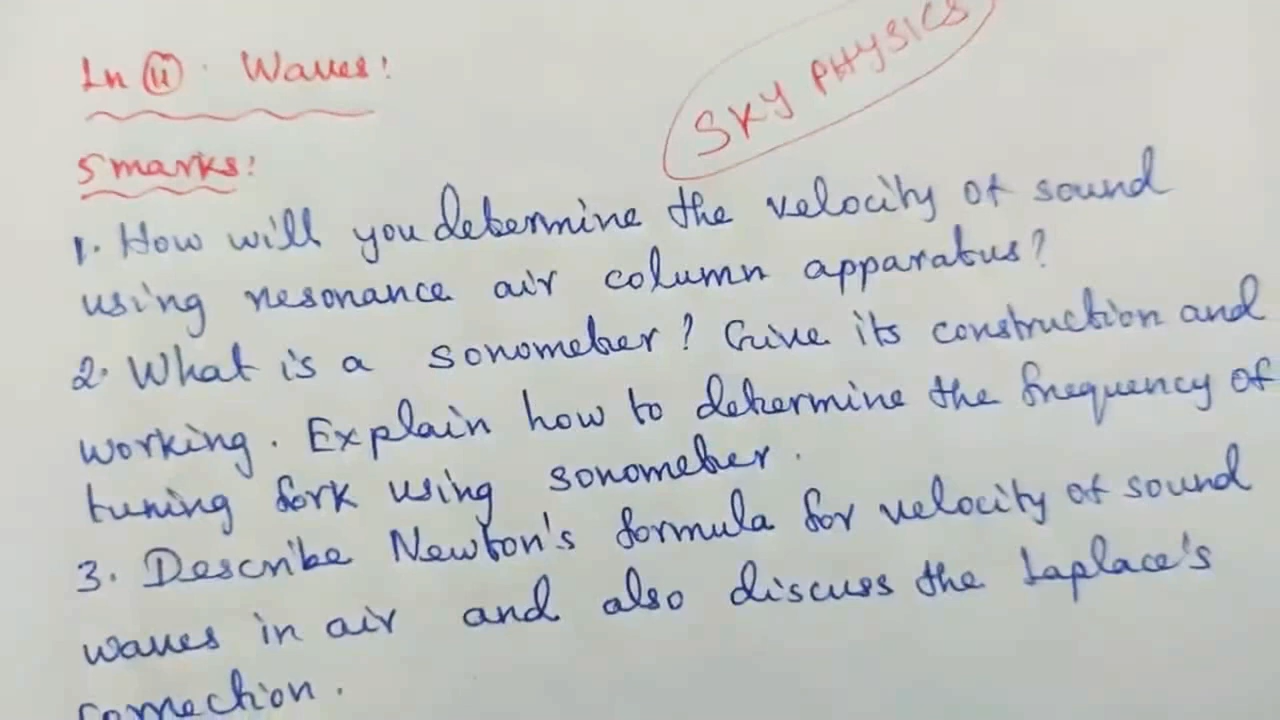 Ln 11. Waves:
SKY PHYSICS
5 marks:
1. How will you determine the velocity of sound
using resonance air column apparatus?
2. What is a sonometer? Give its construction and
working. Explain how to determine the frequency of
tuning fork using sonometer.
3. Describe Newton's formula for velocity of sound
waves in air and also discuss the Laplace's
correction.